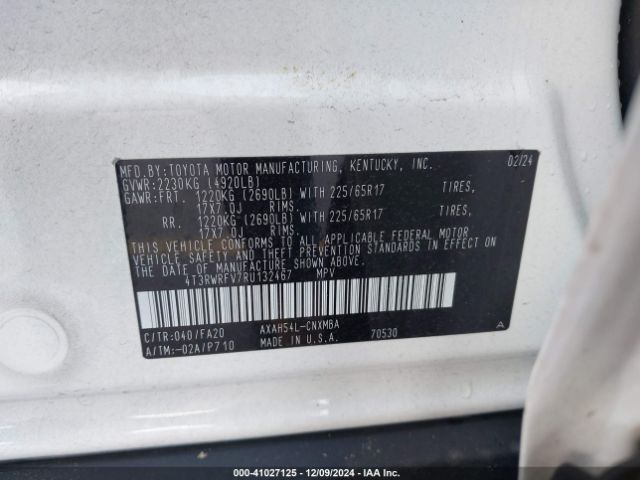 MFD. BY: TOYOTA MOTOR MANUFACTURING, KENTUCKY, INC. 02/24
GVWR: 2230KG (4920LB)
GAWR: FRT. 1220KG (2690LB) WITH 225/65R17 TIRES,
17X7.0J RIMS.
RR. 1220KG (2690LB) WITH 225/65R17 TIRES,
17X7.0J RIMS.
THIS VEHICLE CONFORMS TO ALL APPLICABLE FEDERAL MOTOR
VEHICLE SAFETY AND THEFT PREVENTION STANDARDS IN EFFECT ON
THE DATE OF MANUFACTURE SHOWN ABOVE.
4T3RWRFV7RU132467 MPV
C/TR: 040/FA20 AXAH54L-CNXMBA
A/TM: -02A/P710 MADE IN U.S.A. 70530 A
000-41027125 - 12/09/2024 - IAA Inc.